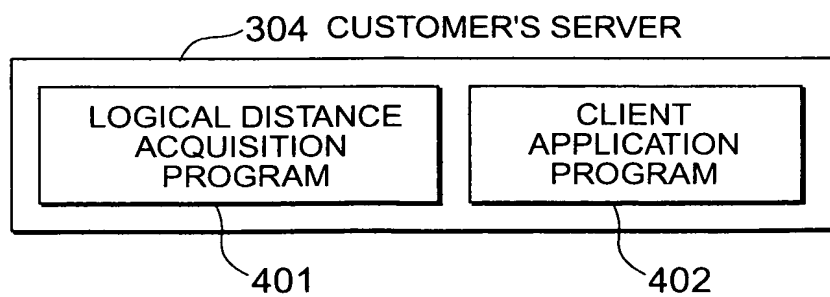 304 CUSTOMER'S SERVER
LOGICAL DISTANCE
ACQUISITION
PROGRAM
CLIENT
APPLICATION
PROGRAM
401
402